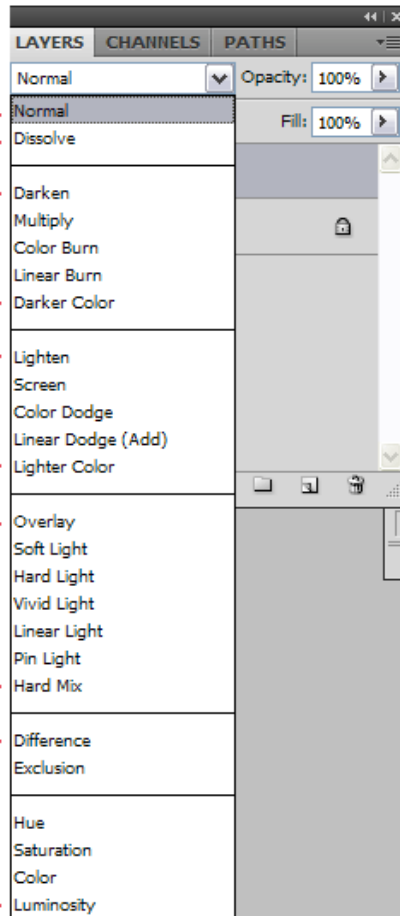 LAYERS CHANNELS PATHS
Normal Opacity: 100%
Normal Fill: 100%
Dissolve
Darken
Multiply
Color Burn
Linear Burn
Darker Color
Lighten
Screen
Color Dodge
Linear Dodge (Add)
Lighter Color
Overlay
Soft Light
Hard Light
Vivid Light
Linear Light
Pin Light
Hard Mix
Difference
Exclusion
Hue
Saturation
Color
Luminosity